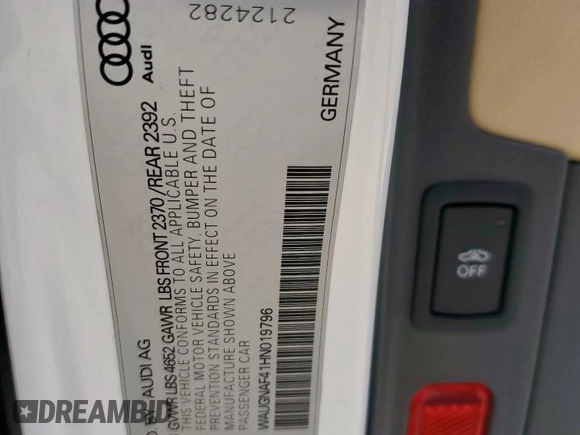 D. BY AUDI AG
GVWR LBS 4652 GAWR LBS FRONT 2370/REAR 2392
THIS VEHICLE CONFORMS TO ALL APPLICABLE U.S.
FEDERAL MOTOR VEHICLE SAFETY, BUMPER AND THEFT
PREVENTION STANDARDS IN EFFECT ON THE DATE OF
MANUFACTURE SHOWN ABOVE
PASSENGER CAR
WAUGNAF41HN019796
Audi
2124282
GERMANY
OFF
DREAMBID